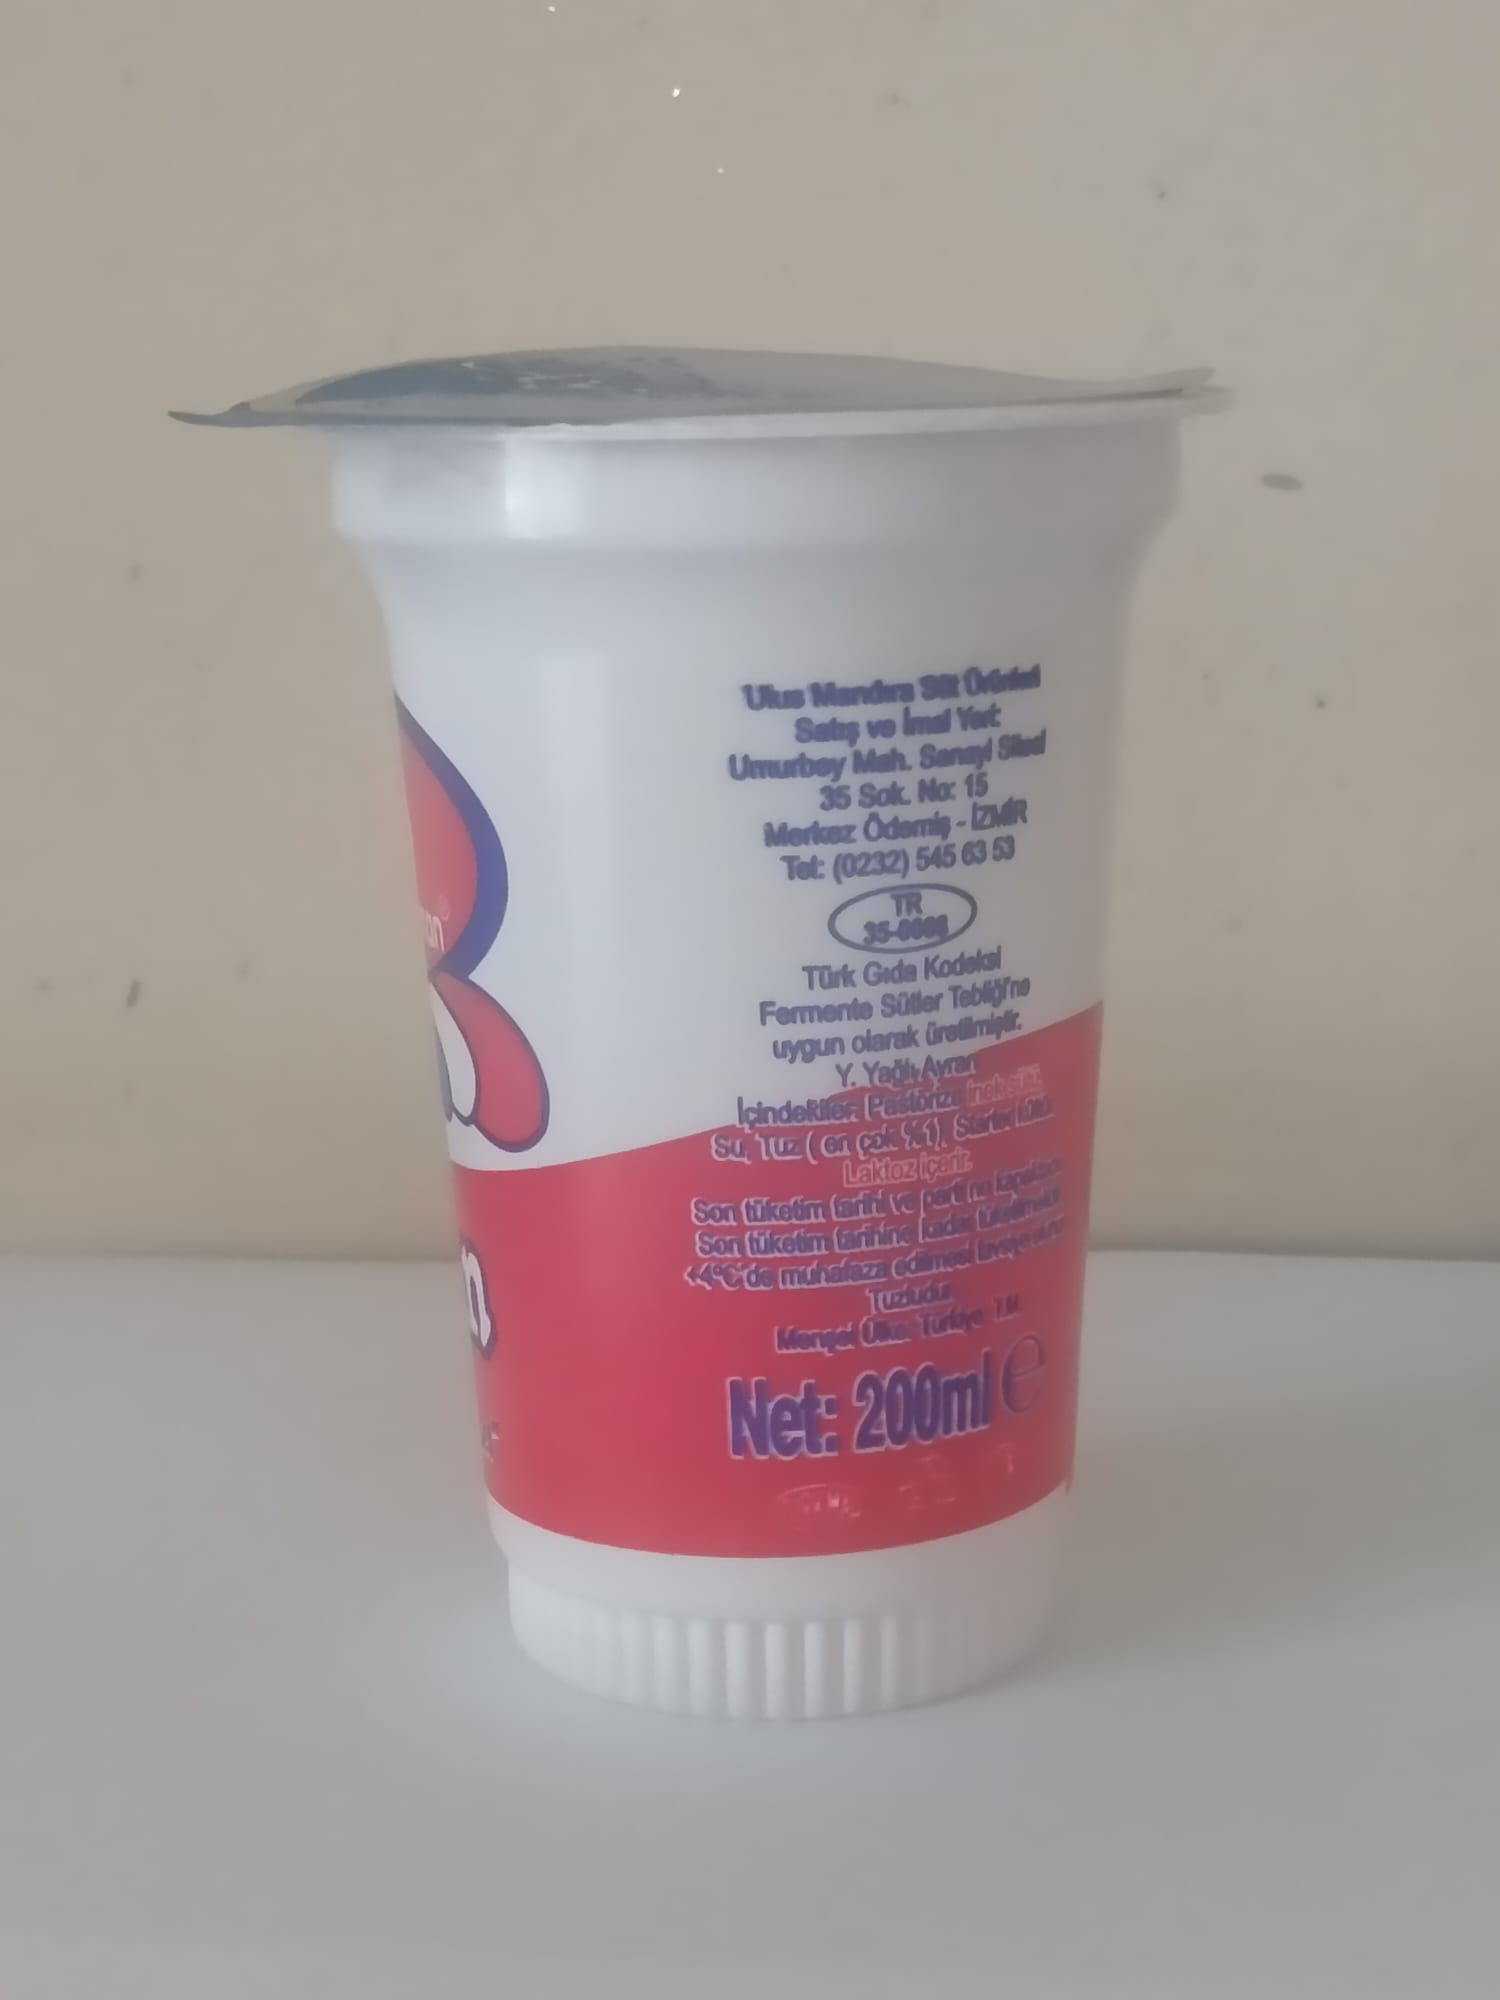 an®
n
Ulus Mandıra Süt Ürünleri
Satış ve İmal Yeri:
Umurbey Mah. Sanayi Sitesi
35 Sok. No: 15
Merkez Ödemiş - İZMİR
Tel: (0232) 545 63 53
TR
Türk Gıda Kodeksi
Fermente Sütler Tebliği'ne
uygun olarak üretilmiştir.
Y. Yağlı Ayran
İçindekiler: Pastörize inek sütü,
Su, Tuz ( en çok %1), Starter kültür
Laktoz içerir.
Son tüketim tarihi ve parti no kapaktadır.
Son tüketim tarihine kadar tüketilmelidir.
+4°C'de muhafaza edilmesi tavsiye olunur.
Tuzludur.
Menşei Ülke: Türkiye
Net: 200ml e